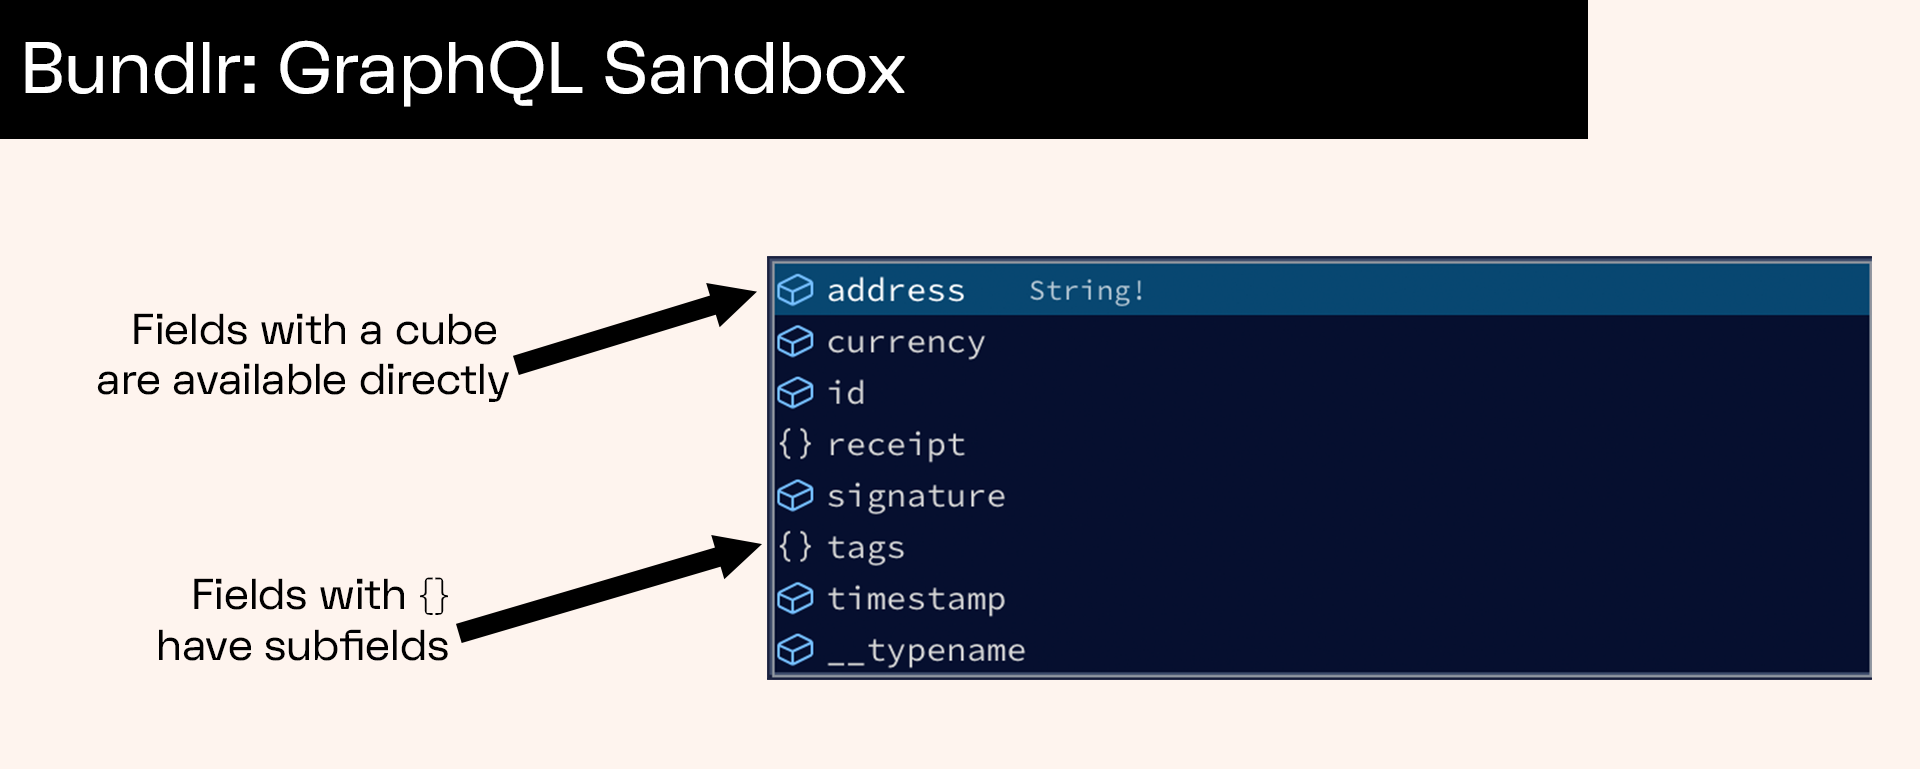 Bundlr: GraphQL Sandbox
Fields with a cube
are available directly
address String!
currency
id
{} receipt
signature
{} tags
timestamp
__typename
Fields with {}
have subfields